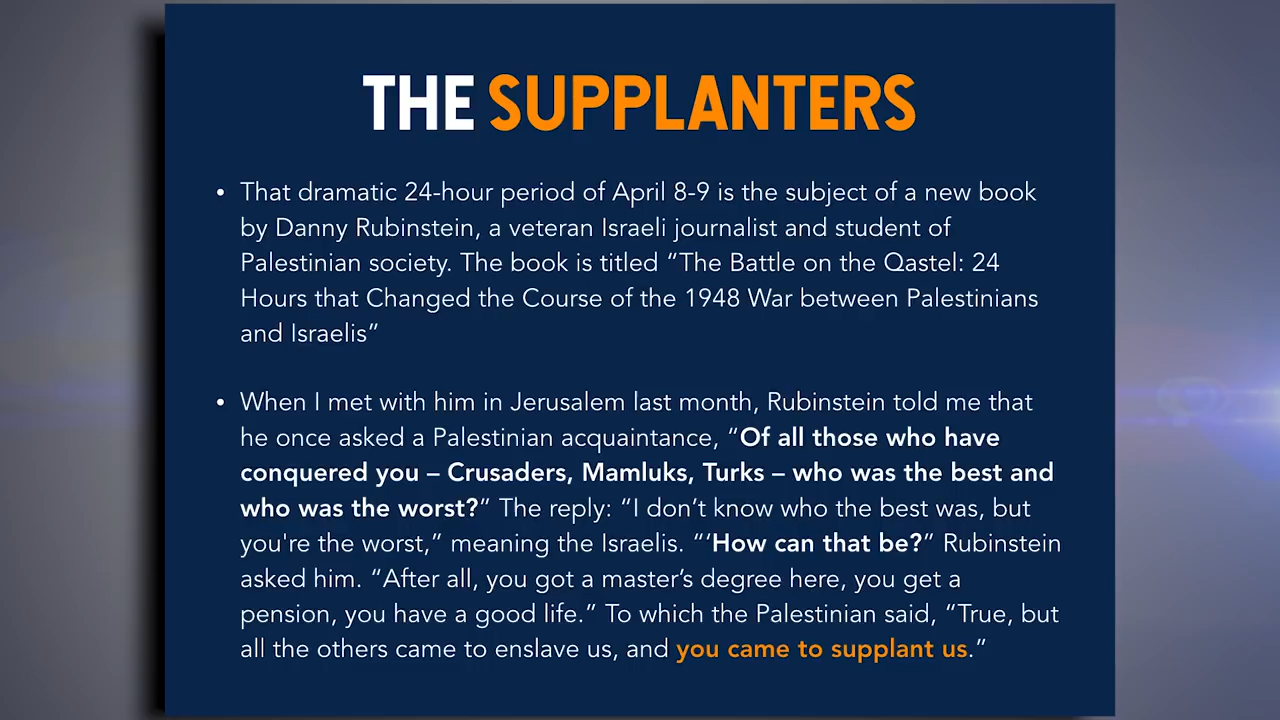 THE SUPPLANTERS
• That dramatic 24-hour period of April 8-9 is the subject of a new book
by Danny Rubinstein, a veteran Israeli journalist and student of
Palestinian society. The book is titled “The Battle on the Qastel: 24
Hours that Changed the Course of the 1948 War between Palestinians
and Israelis”
• When I met with him in Jerusalem last month, Rubinstein told me that
he once asked a Palestinian acquaintance, “Of all those who have
conquered you – Crusaders, Mamluks, Turks – who was the best and
who was the worst?” The reply: “I don’t know who the best was, but
you're the worst,” meaning the Israelis. “‘How can that be?” Rubinstein
asked him. “After all, you got a master’s degree here, you get a
pension, you have a good life.” To which the Palestinian said, “True, but
all the others came to enslave us, and you came to supplant us.”